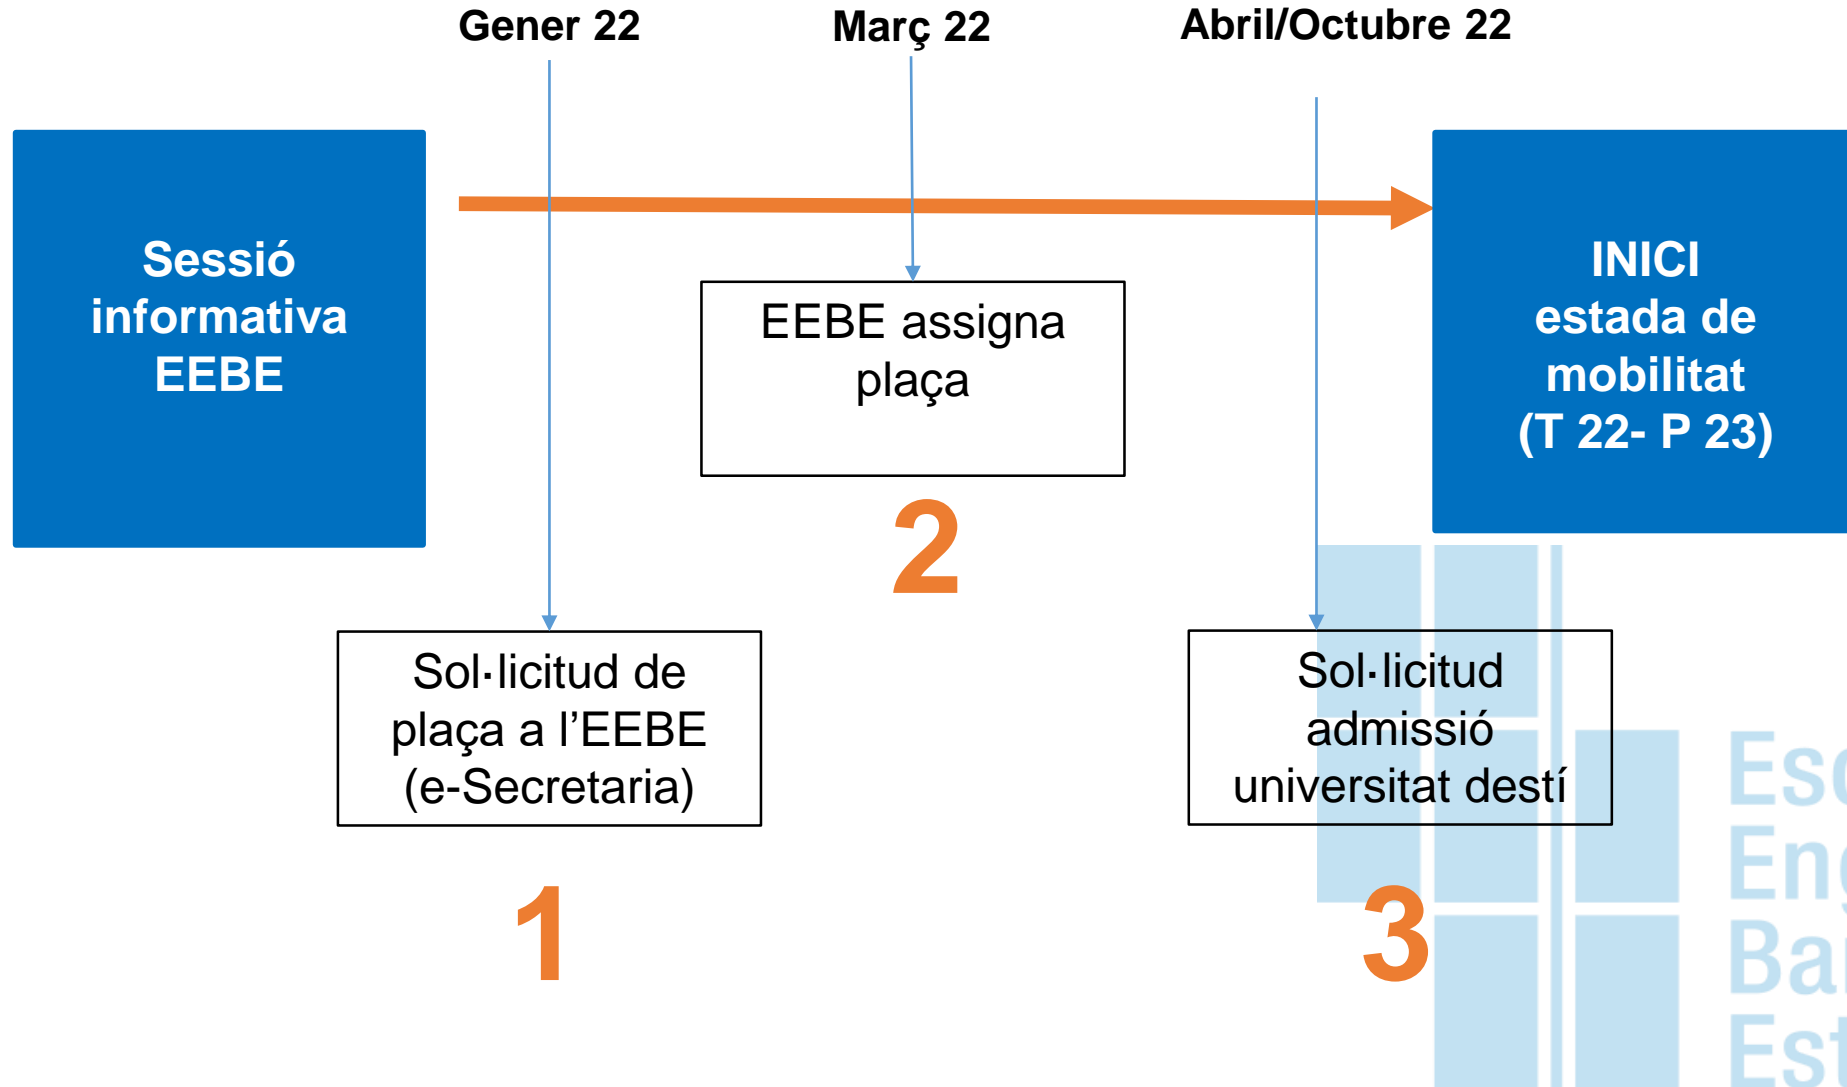 Gener 22
Març 22
Abril/Octubre 22
Sessió
informativa
EEBE
EEBE assigna
plaça
INICI
estada de
mobilitat
(T 22- P 23)
2
Sol·licitud de
plaça a l’EEBE
(e-Secretaria)
Sol·licitud
admissió
universitat destí
1
3